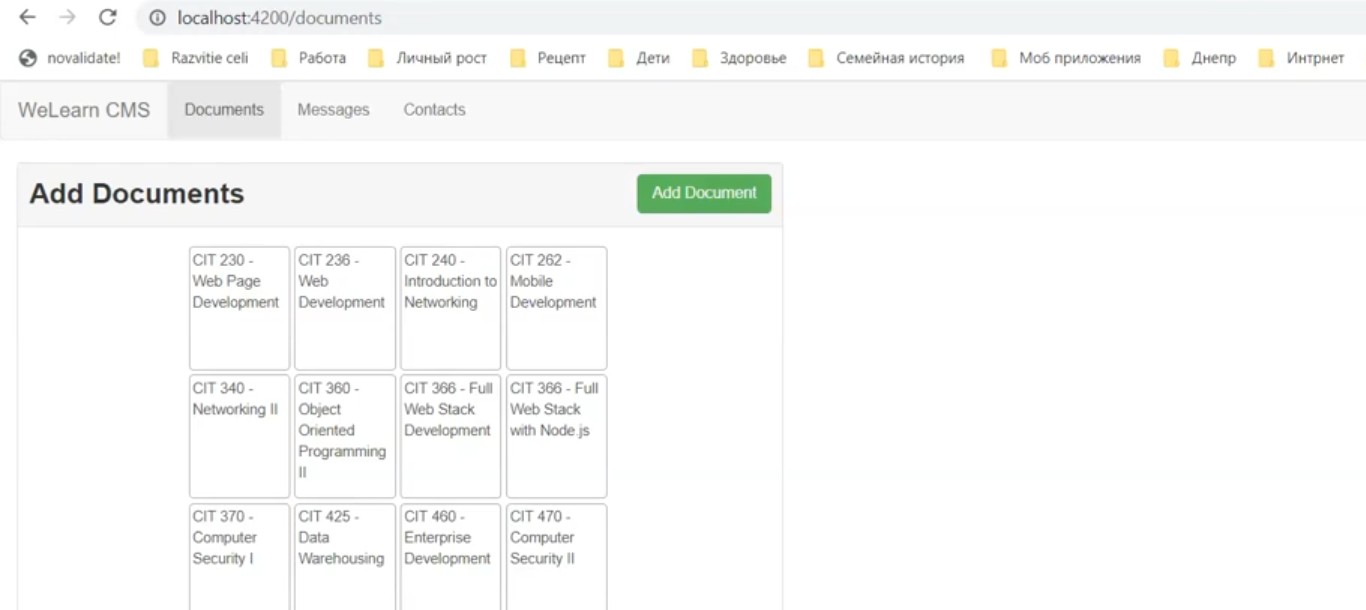 localhost:4200/documents
novalidate! Razvitie celi Работа Личный рост Рецепт Дети Здоровье Семейная история Моб приложения Днепр Интрнет
WeLearn CMS Documents Messages Contacts
Add Documents Add Document
CIT 230 -
Web Page
Development
CIT 236 -
Web
Development
CIT 240 -
Introduction to
Networking
CIT 262 -
Mobile
Development
CIT 340 -
Networking II
CIT 360 -
Object
Oriented
Programming
II
CIT 366 - Full
Web Stack
Development
CIT 366 - Full
Web Stack
with Node.js
CIT 370 -
Computer
Security I
CIT 425 -
Data
Warehousing
CIT 460 -
Enterprise
Development
CIT 470 -
Computer
Security II